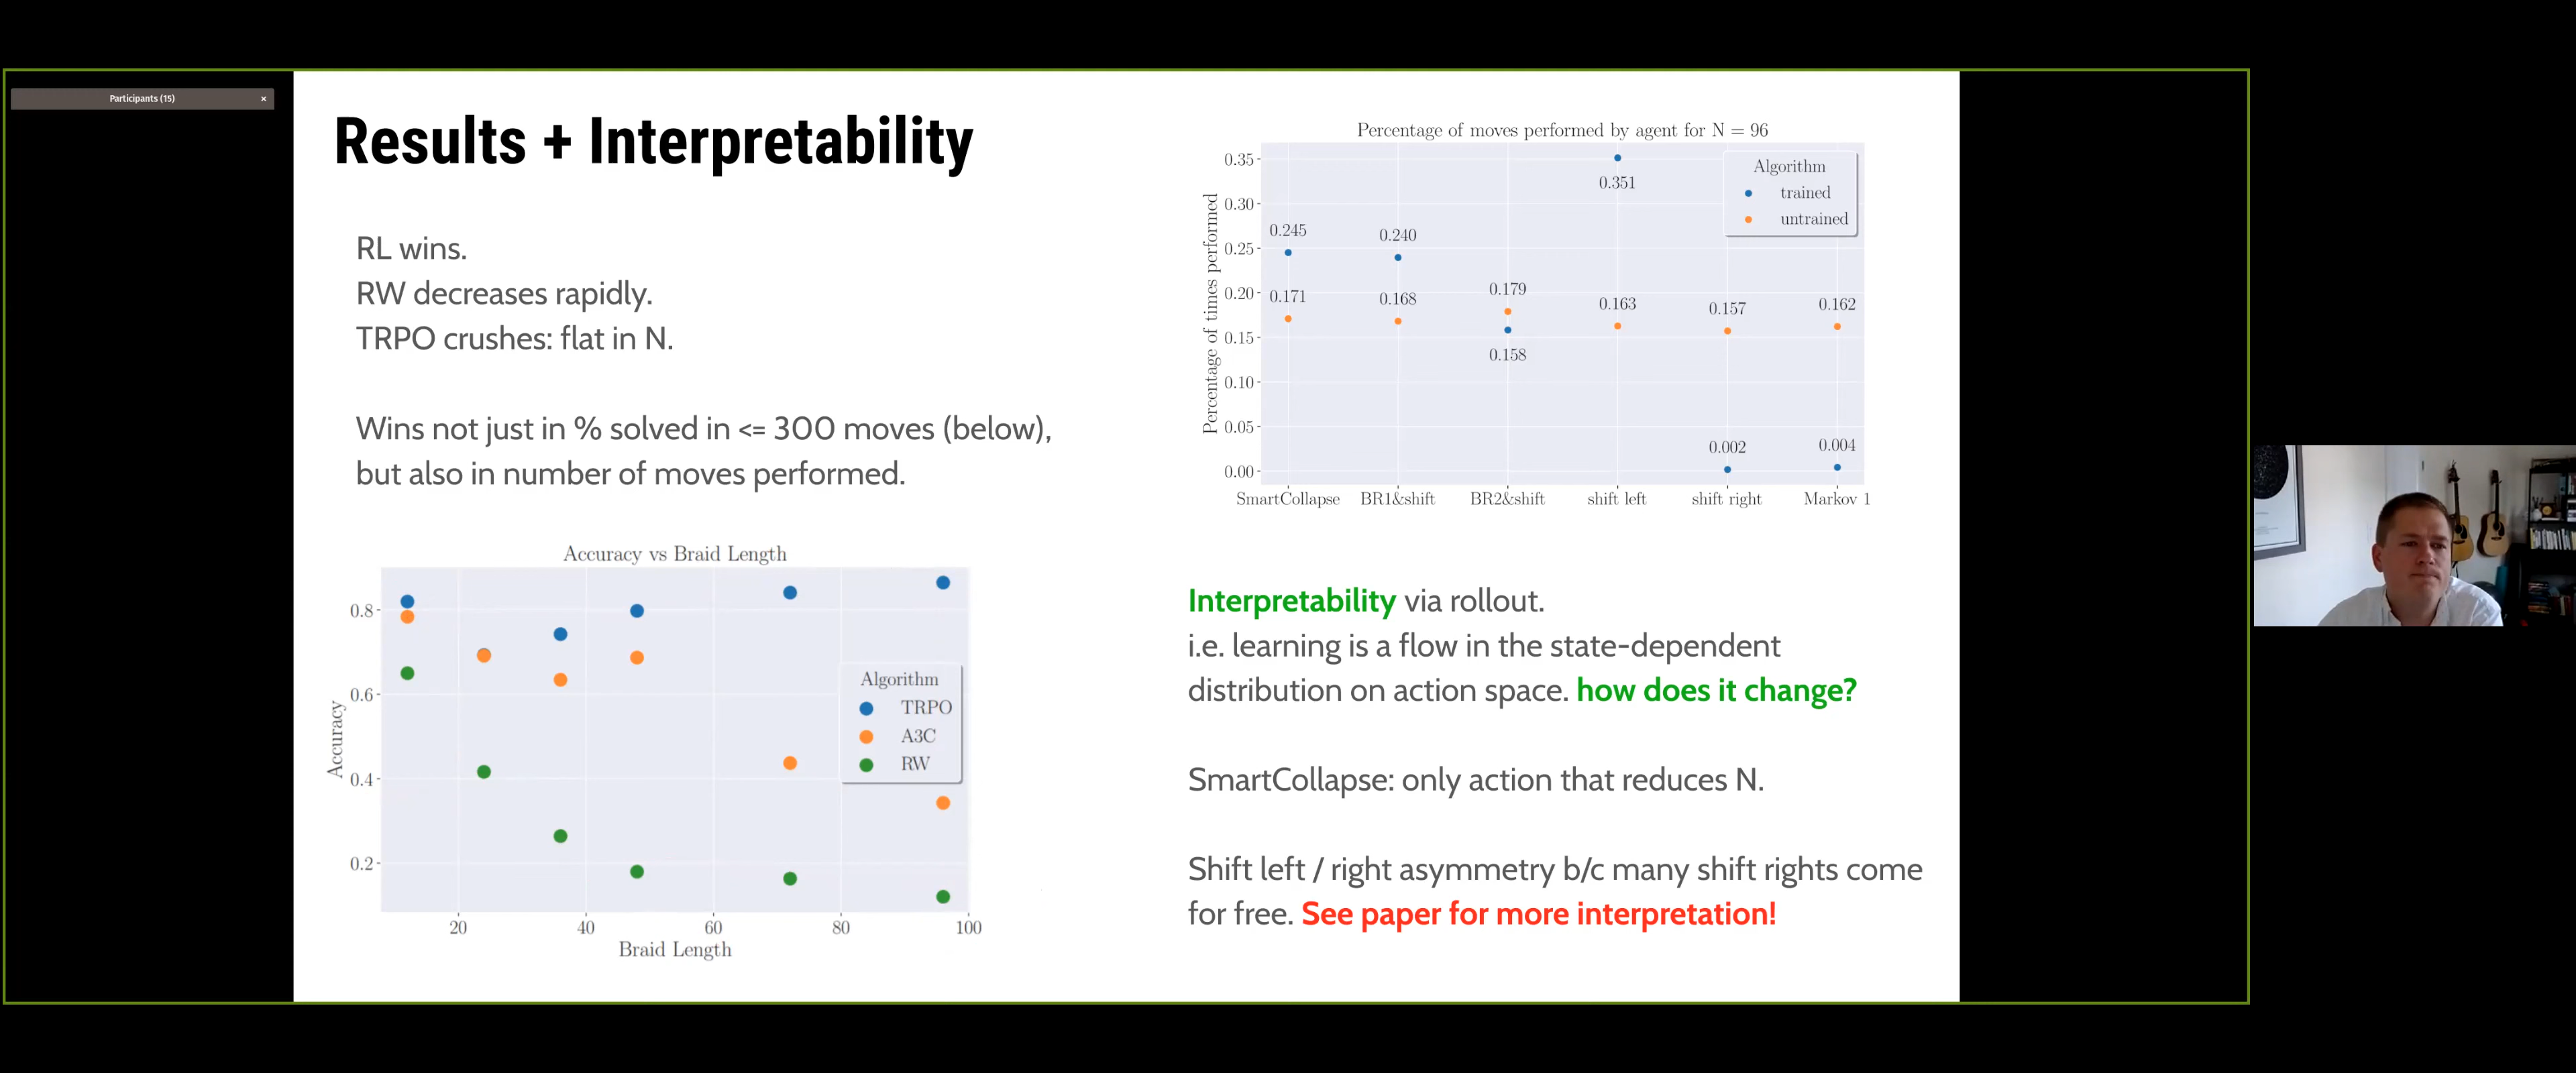 Participants (15)
×
Results + Interpretability
RL wins.
RW decreases rapidly.
TRPO crushes: flat in N.
Wins not just in % solved in <= 300 moves (below),
but also in number of moves performed.
Accuracy vs Braid Length
0.8
0.6
0.4
0.2
Accuracy
Algorithm
TRPO
A3C
RW
20 40 60 80 100
Braid Length
Percentage of moves performed by agent for N = 96
Percentage of times performed
0.35
0.30
0.25
0.20
0.15
0.10
0.05
0.00
Algorithm
trained
untrained
0.351
0.245 0.240
0.171 0.168 0.179 0.163 0.157 0.162
0.158
0.002 0.004
SmartCollapse BR1&shift BR2&shift shift left shift right Markov 1
Interpretability via rollout.
i.e. learning is a flow in the state-dependent
distribution on action space. how does it change?
SmartCollapse: only action that reduces N.
Shift left / right asymmetry b/c many shift rights come
for free. See paper for more interpretation!